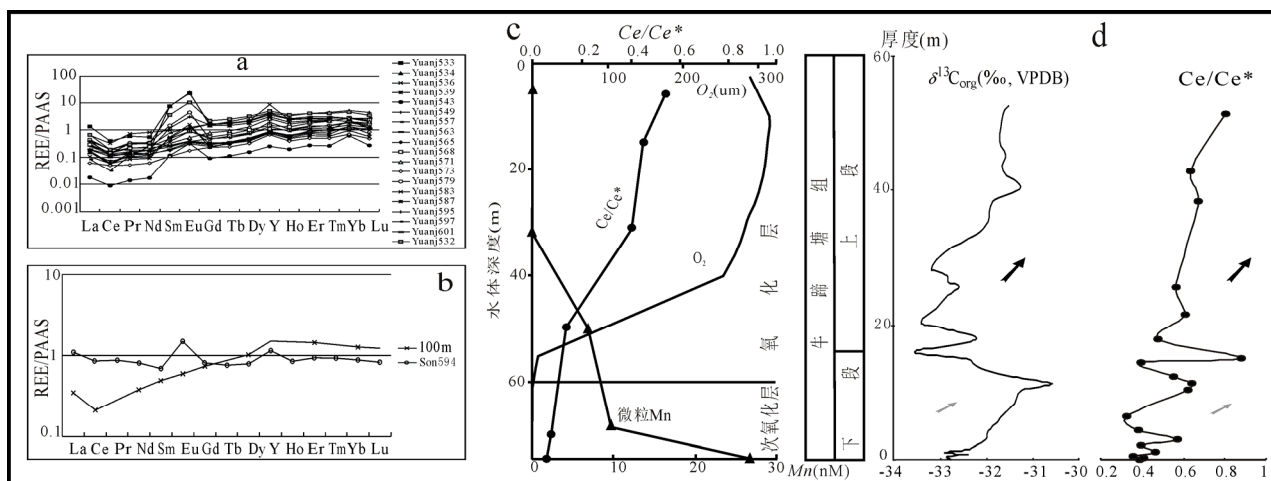 a
REE/PAAS
100
10
1
0.1
0.01
0.001
La Ce Pr Nd Sm Eu Gd Tb Dy Y Ho Er Tm Yb Lu
Yuanj533
Yuanj534
Yuanj536
Yuanj539
Yuanj543
Yuanj549
Yuanj557
Yuanj563
Yuanj565
Yuanj568
Yuanj571
Yuanj573
Yuanj579
Yuanj583
Yuanj587
Yuanj595
Yuanj597
Yuanj601
Yuanj532
b
REE/PAAS
10
1
0.1
La Ce Pr Nd Sm Eu Gd Tb Dy Y Ho Er Tm Yb Lu
100m
Son594
c
Ce/Ce*
0.0 0.2 0.4 0.6 0.8 1.0
100 200 300
O2(um)
水体深度(m)
0
20
40
60
Ce/Ce*
O2
微粒Mn
氧化层
次氧化层
0 10 20 30
Mn(nM)
牛蹄塘组
上段
下段
厚度(m)
60
40
20
0
δ13Corg(‰, VPDB)
-34 -33 -32 -31 -30
d
Ce/Ce*
0.2 0.4 0.6 0.8 1